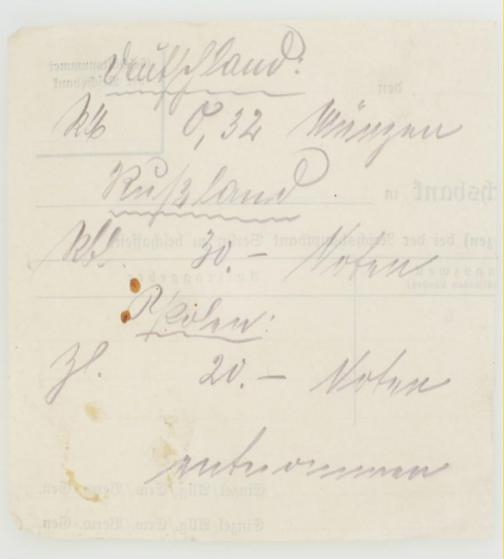 Deutschland:
RM 0,32 Münzen
Rußland
Rbl. 30.- Noten
Polen:
Zl. 20.- Noten
entnommen